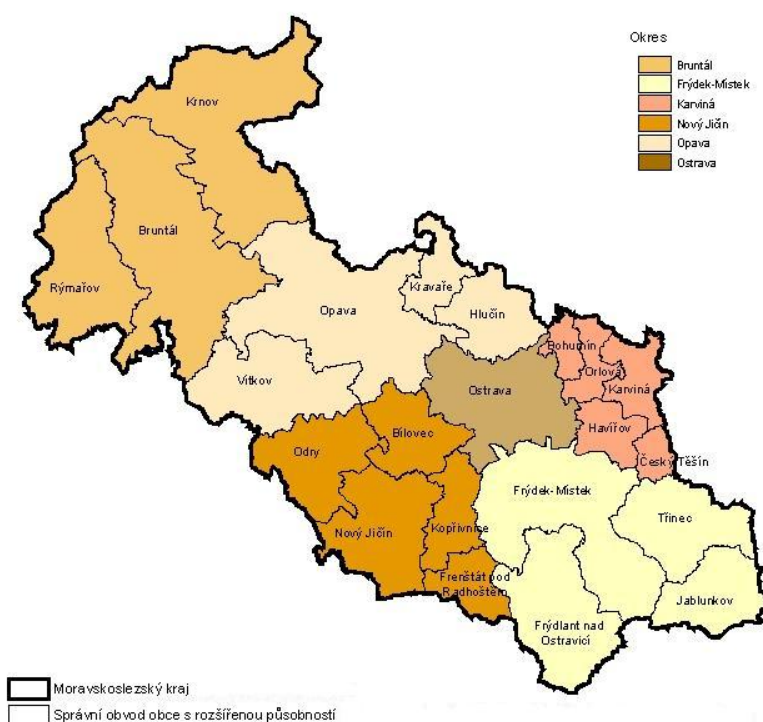 Okres
Bruntál
Frýdek-Místek
Karviná
Nový Jičín
Opava
Ostrava
Krnov
Bruntál
Rýmařov
Kravaře
Opava
Hlučín
Vítkov
Bohumín
Orlová
Karviná
Ostrava
Havířov
Bílovec
Odry
Český Těšín
Frýdek-Místek
Třinec
Nový Jičín
Kopřivnice
Frenštát pod
Radhoštěm
Jablunkov
Frýdlant nad
Ostravicí
Moravskoslezský kraj
Správní obvod obce s rozšířenou působností